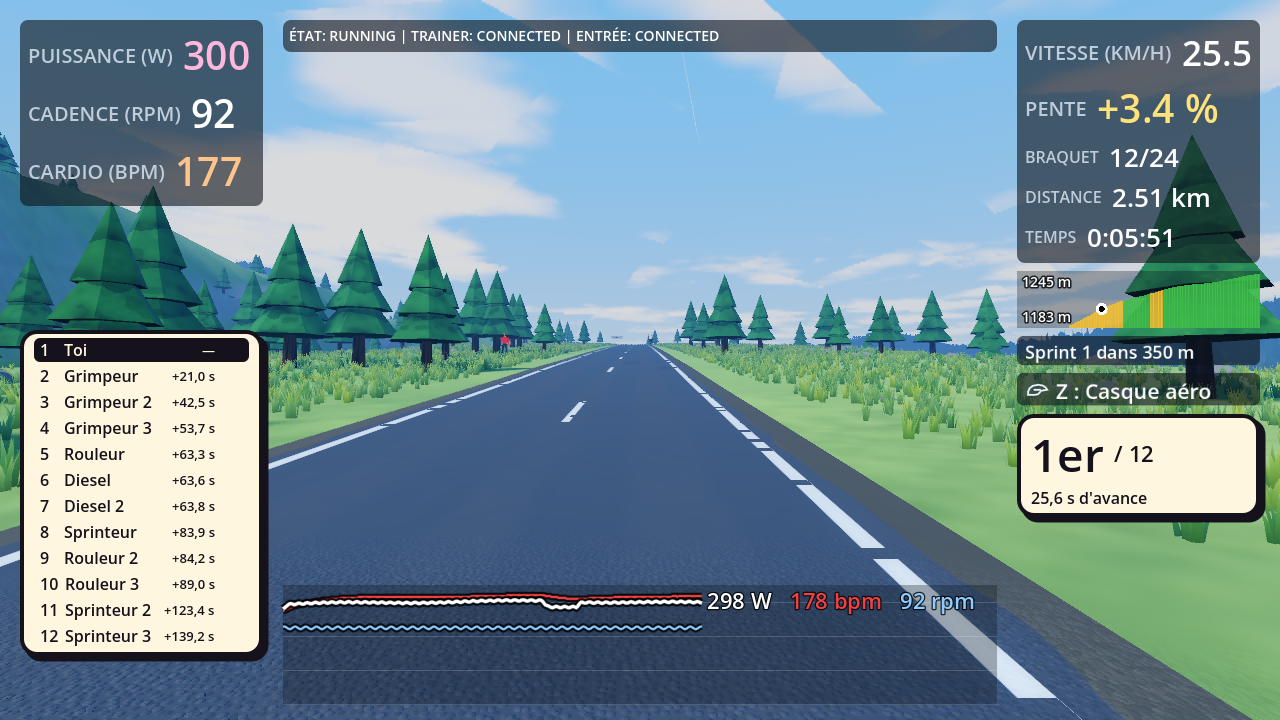 PUISSANCE (W) 300
CADENCE (RPM) 92
CARDIO (BPM) 177
ÉTAT: RUNNING | TRAINER: CONNECTED | ENTRÉE: CONNECTED
VITESSE (KM/H) 25.5
PENTE +3.4 %
BRAQUET 12/24
DISTANCE 2.51 km
TEMPS 0:05:51
1245 m
1183 m
Sprint 1 dans 350 m
Z : Casque aéro
1er / 12
25,6 s d'avance
1 Toi —
2 Grimpeur +21,0 s
3 Grimpeur 2 +42,5 s
4 Grimpeur 3 +53,7 s
5 Rouleur +63,3 s
6 Diesel +63,6 s
7 Diesel 2 +63,8 s
8 Sprinteur +83,9 s
9 Rouleur 2 +84,2 s
10 Rouleur 3 +89,0 s
11 Sprinteur 2 +123,4 s
12 Sprinteur 3 +139,2 s
298 W 178 bpm 92 rpm